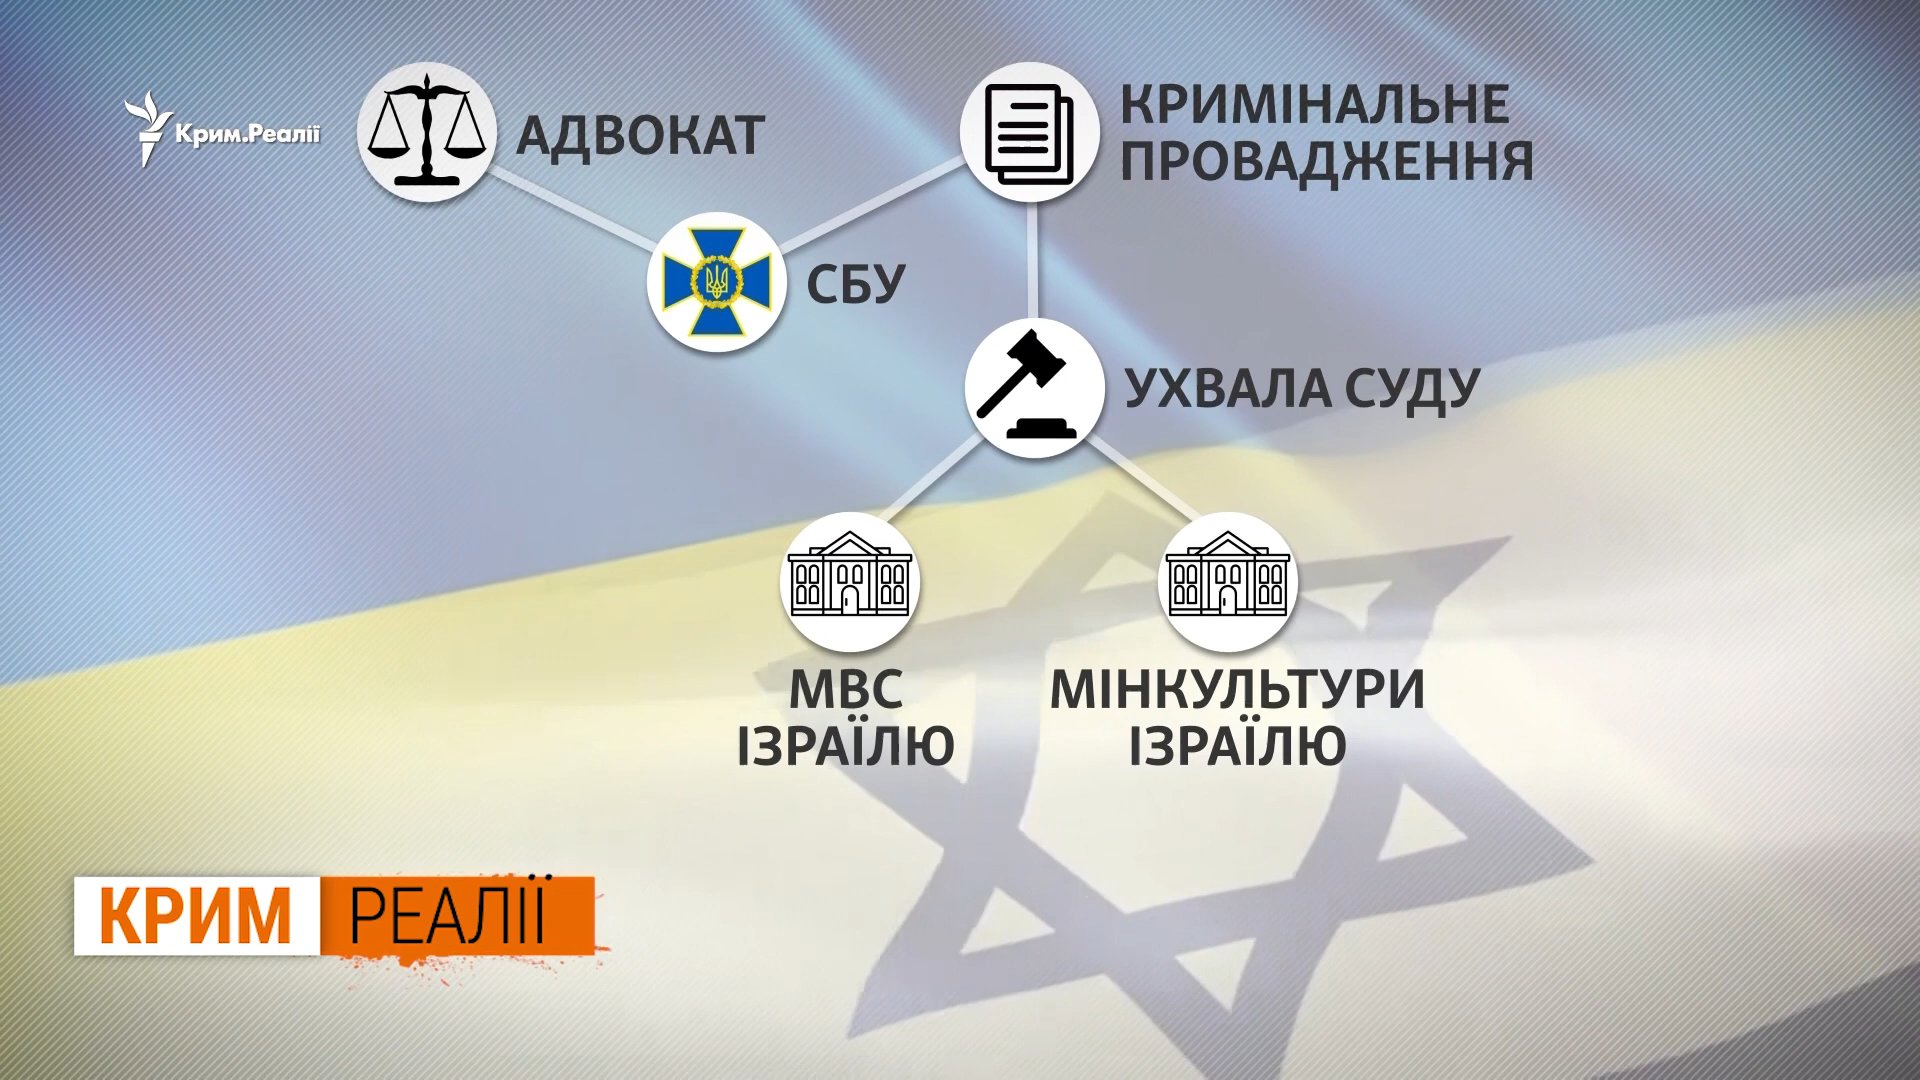 Крим.Реалії
АДВОКАТ
КРИМІНАЛЬНЕ
ПРОВАДЖЕННЯ
СБУ
УХВАЛА СУДУ
МВС
ІЗРАЇЛЮ
МІНКУЛЬТУРИ
ІЗРАЇЛЮ
КРИМ РЕАЛІЇ